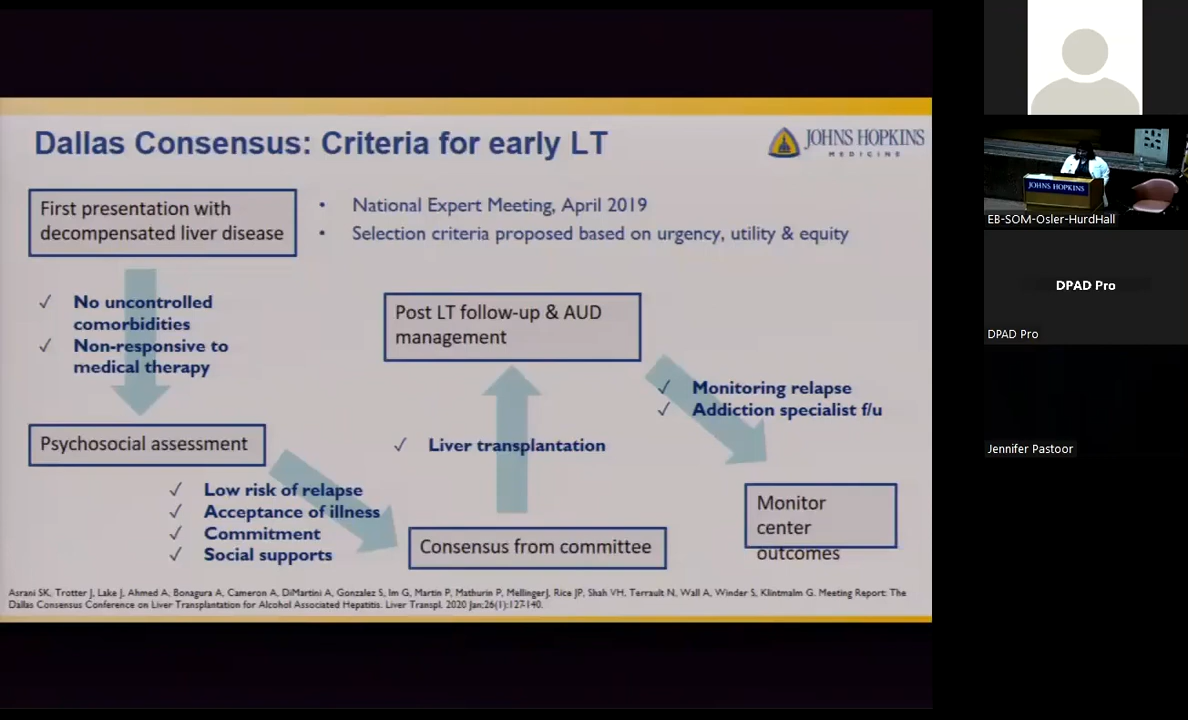 Dallas Consensus: Criteria for early LT
JOHNS HOPKINS
MEDICINE
First presentation with
decompensated liver disease
• National Expert Meeting, April 2019
• Selection criteria proposed based on urgency, utility & equity
✓ No uncontrolled
comorbidities
✓ Non-responsive to
medical therapy
Post LT follow-up & AUD
management
✓ Monitoring relapse
✓ Addiction specialist f/u
Psychosocial assessment
✓ Liver transplantation
✓ Low risk of relapse
✓ Acceptance of illness
✓ Commitment
✓ Social supports
Consensus from committee
Monitor
center
outcomes
Asrani SK, Trotter J, Lake J, Ahmed A, Bonagura A, Cameron A, DiMartini A, Gonzalez S, Im G, Martin P, Mathurin P, Mellinger J, Rice JP, Shah VH, Terrault N, Wall A, Winder S, Klintmalm G. Meeting Report: The
Dallas Consensus Conference on Liver Transplantation for Alcohol Associated Hepatitis. Liver Transpl. 2020 Jan;26(1):127-140.
JOHNS HOPKINS
EB-SOM-Osler-HurdHall
DPAD Pro
DPAD Pro
Jennifer Pastoor